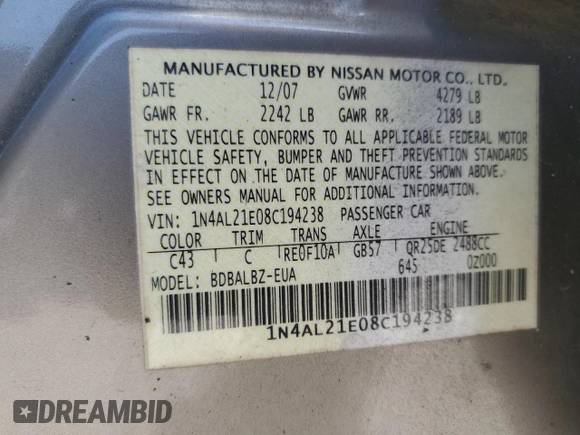 MANUFACTURED BY NISSAN MOTOR CO., LTD.
DATE 12/07 GVWR 4279 LB
GAWR FR. 2242 LB GAWR RR. 2189 LB
THIS VEHICLE CONFORMS TO ALL APPLICABLE FEDERAL MOTOR
VEHICLE SAFETY, BUMPER AND THEFT PREVENTION STANDARDS
IN EFFECT ON THE DATE OF MANUFACTURE SHOWN ABOVE.
SEE OWNERS MANUAL FOR ADDITIONAL INFORMATION.
VIN: 1N4AL21E08C194238 PASSENGER CAR
COLOR TRIM TRANS AXLE ENGINE
C43 C RE0F10A GB57 QR25DE 2488CC
MODEL: BDBALBZ-EUA 645 0Z000
1N4AL21E08C194238
DREAMBID